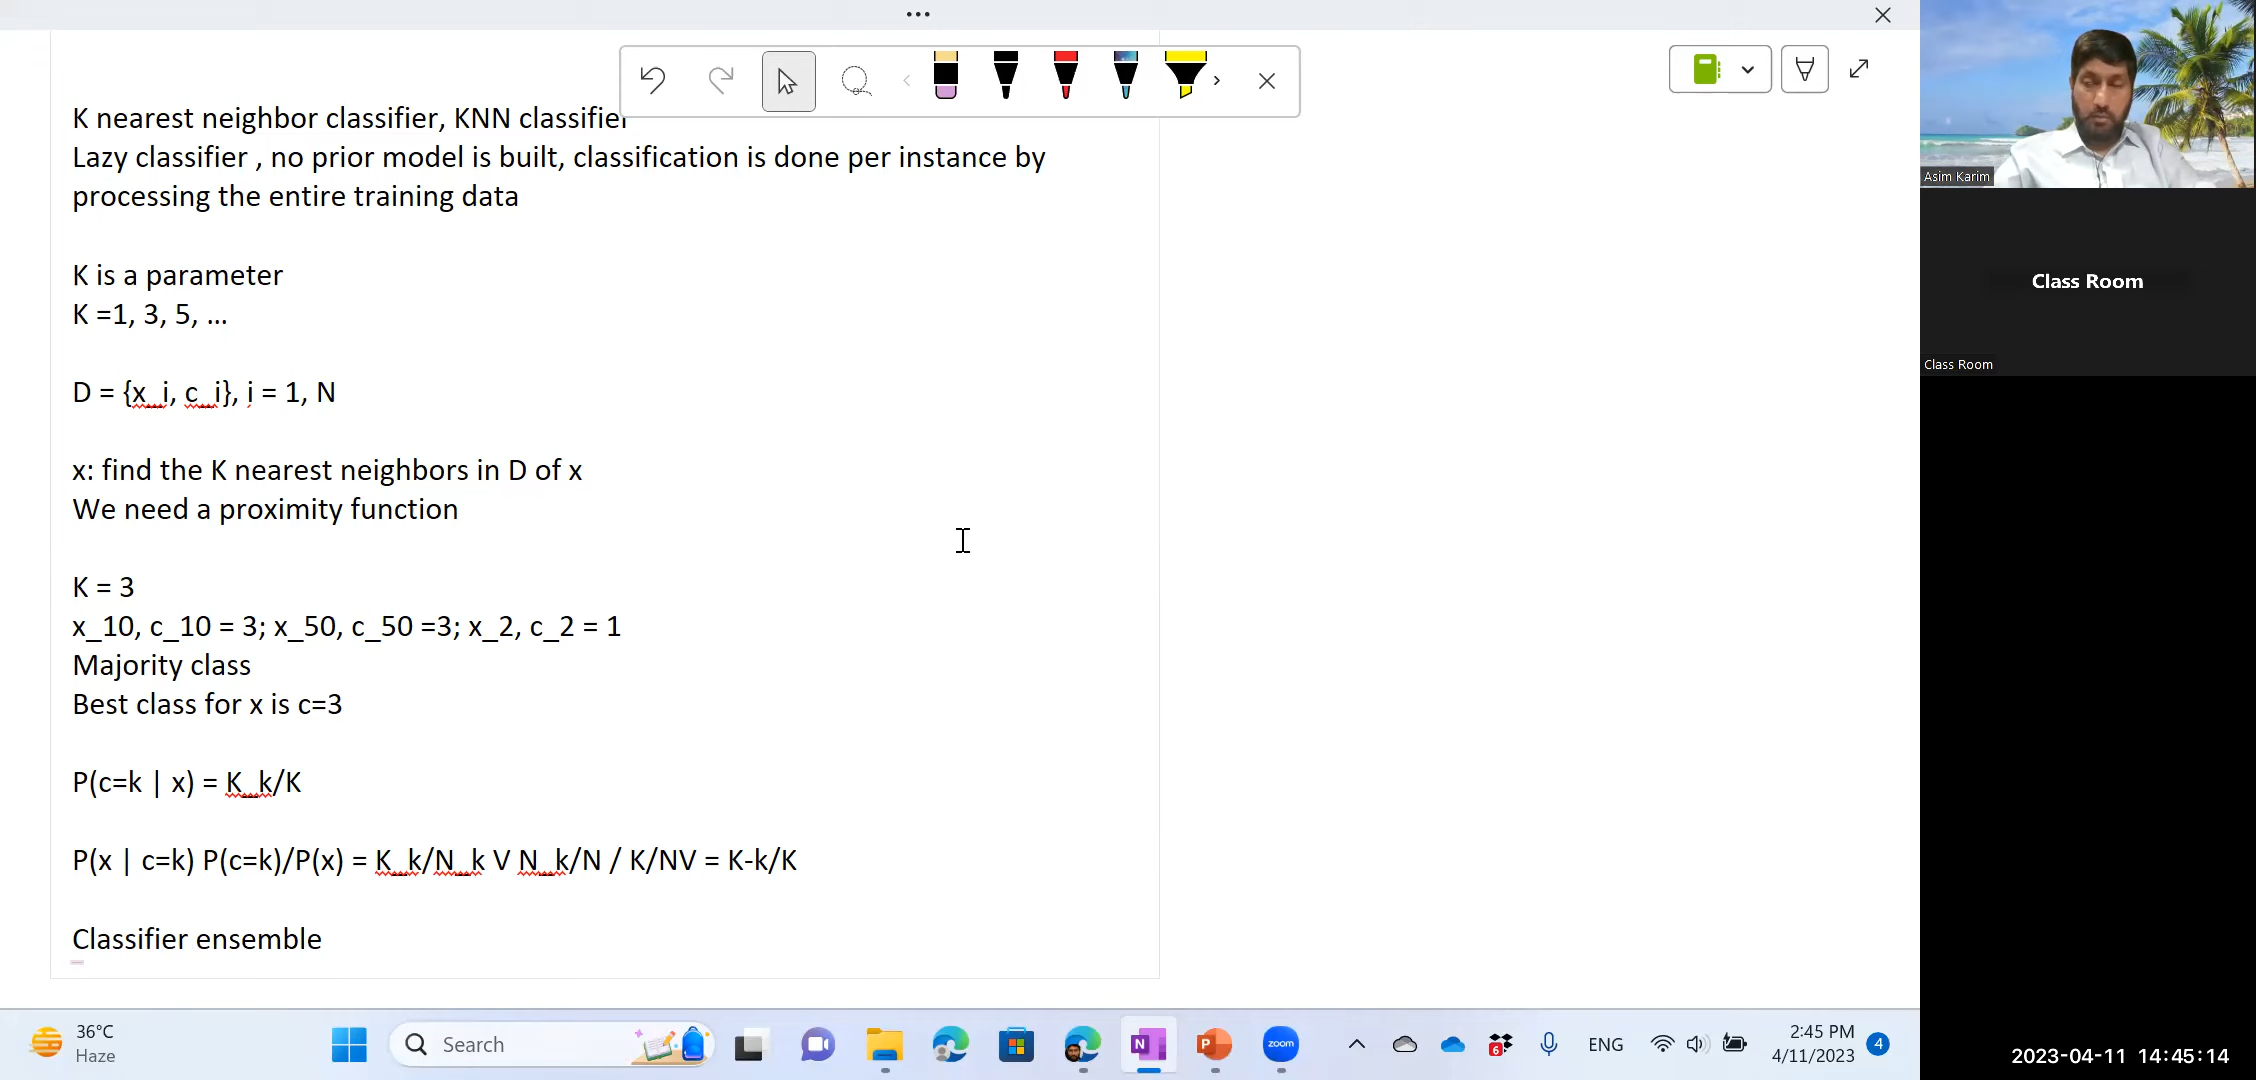 K nearest neighbor classifier, KNN classifier
Lazy classifier , no prior model is built, classification is done per instance by
processing the entire training data
K is a parameter
K =1, 3, 5, ...
D = {x_i, c_i}, i = 1, N
x: find the K nearest neighbors in D of x
We need a proximity function
K = 3
x_10, c_10 = 3; x_50, c_50 =3; x_2, c_2 = 1
Majority class
Best class for x is c=3
P(c=k | x) = K_k/K
P(x | c=k) P(c=k)/P(x) = K_k/N_k V N_k/N / K/NV = K-k/K
Classifier ensemble
Asim Karim
Class Room
Class Room
36°C
Haze
Search
N
P
zoom
6
ENG
2:45 PM
4/11/2023
4
2023-04-11 14:45:14